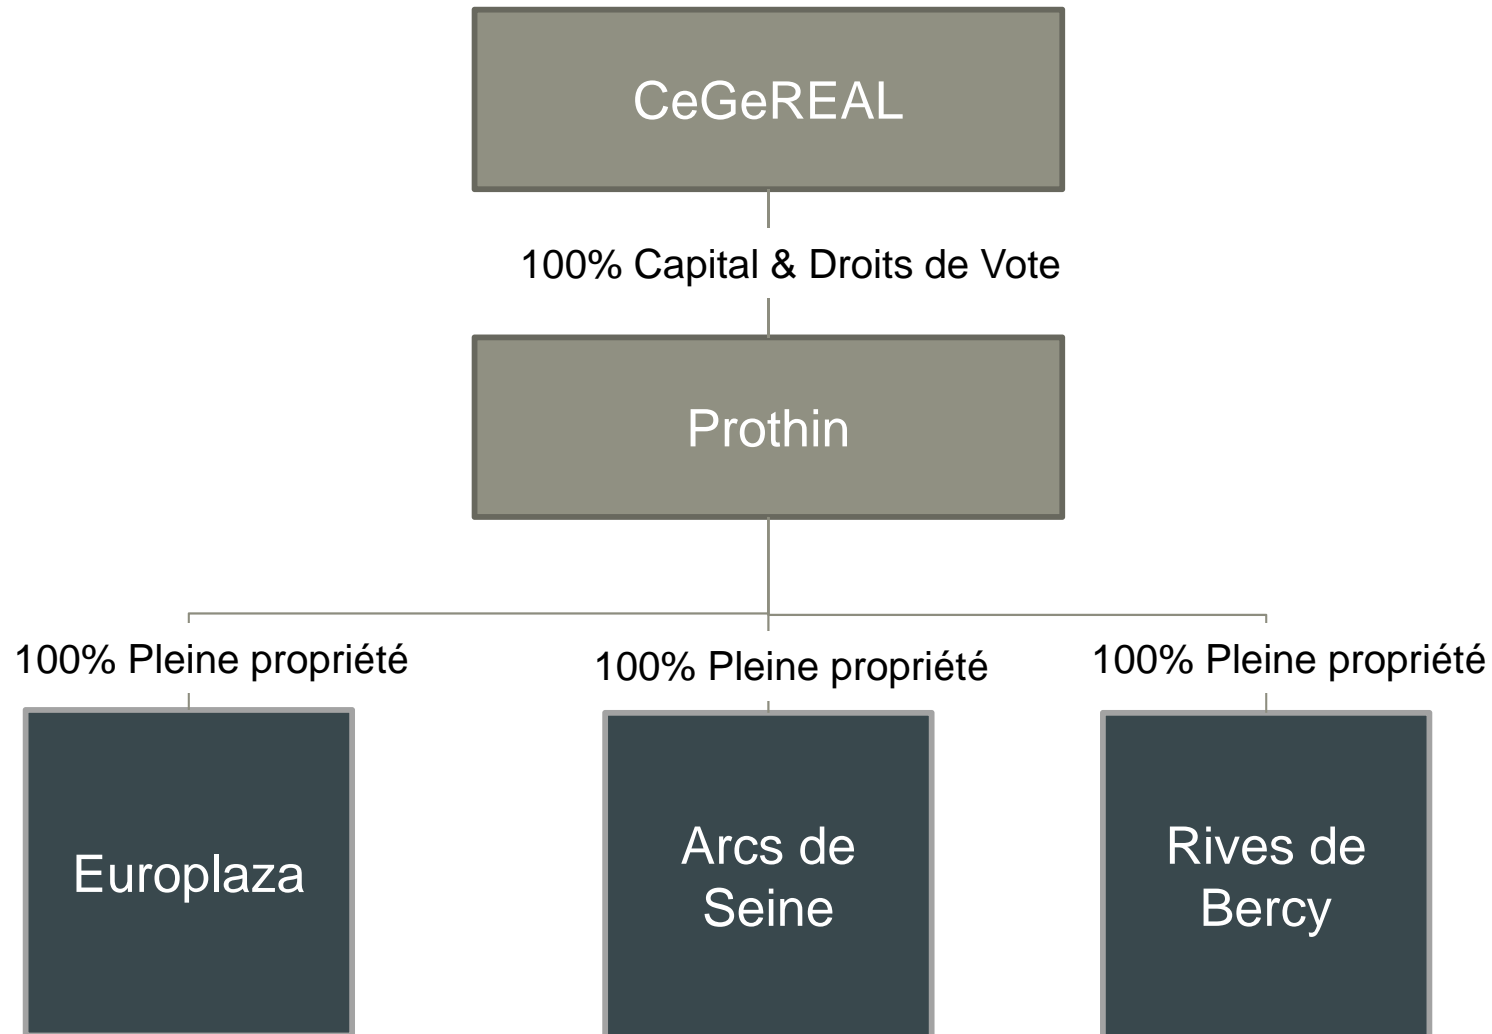 CeGeREAL
100% Capital & Droits de Vote
Prothin
100% Pleine propriété
100% Pleine propriété
100% Pleine propriété
Europlaza
Arcs de
Seine
Rives de
Bercy